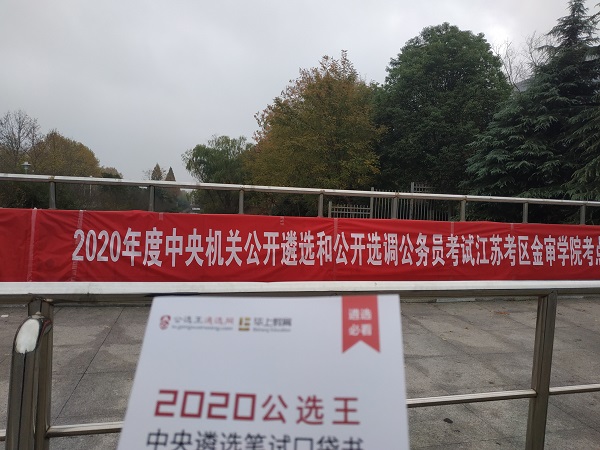 2020年度中央机关公开遴选和公开选调公务员考试江苏考区金审学院考点
公选王遴选网
华上教育
遴选
必看
2020公选王
中央遴选笔试口袋书